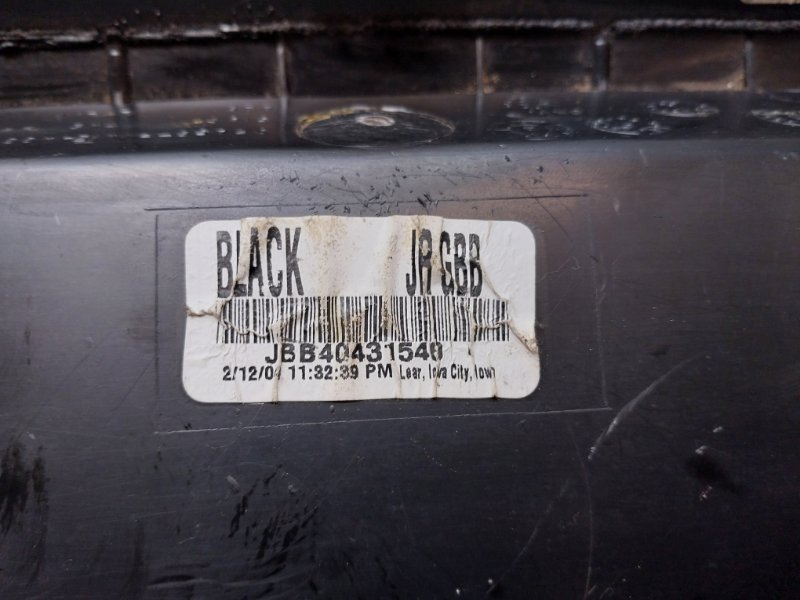 BLACK JR GBB
JBB40431540
2/12/04 11:32:39 PM Lear, Iowa City, Iowa